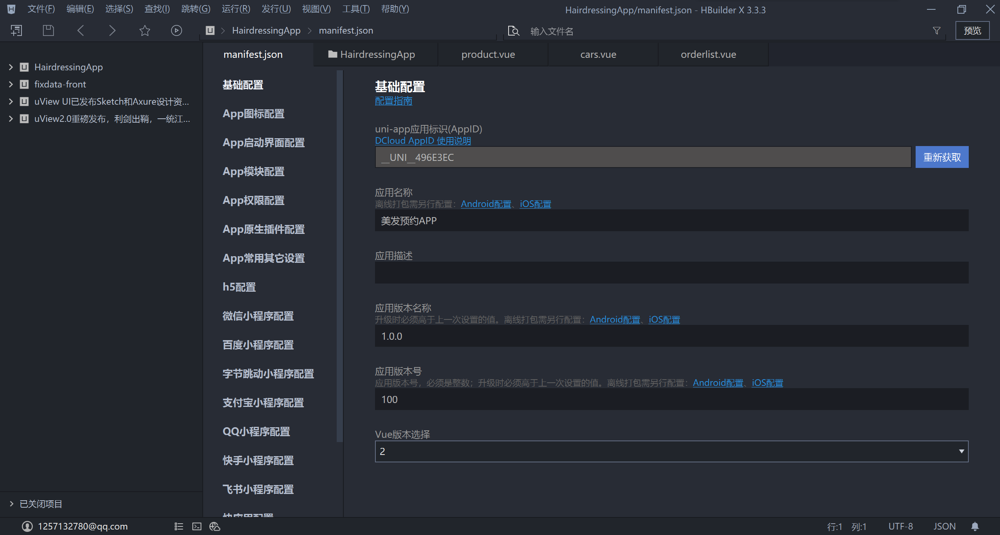 文件(F) 编辑(E) 选择(S) 查找(I) 跳转(G) 运行(R) 发行(U) 视图(V) 工具(T) 帮助(Y) HairdressingApp/manifest.json - HBuilder X 3.3.3
HairdressingApp manifest.json 输入文件名 预览
manifest.json HairdressingApp product.vue cars.vue orderlist.vue
HairdressingApp
fixdata-front
uView UI已发布Sketch和Axure设计资...
uView2.0重磅发布，利剑出鞘，一统江...
已关闭项目
基础配置
App图标配置
App启动界面配置
App模块配置
App权限配置
App原生插件配置
App常用其它设置
h5配置
微信小程序配置
百度小程序配置
字节跳动小程序配置
支付宝小程序配置
QQ小程序配置
快手小程序配置
飞书小程序配置
快应用配置
基础配置
配置指南
uni-app应用标识(AppID)
DCloud AppID 使用说明
__UNI__496E3EC 重新获取
应用名称
离线打包需另行配置：Android配置、iOS配置
美发预约APP
应用描述
应用版本名称
升级时必须高于上一次设置的值。离线打包需另行配置：Android配置、iOS配置
1.0.0
应用版本号
应用版本号，必须是整数；升级时必须高于上一次设置的值。离线打包需另行配置：Android配置、iOS配置
100
Vue版本选择
2
1257132780@qq.com 行:1 列:1 UTF-8 JSON